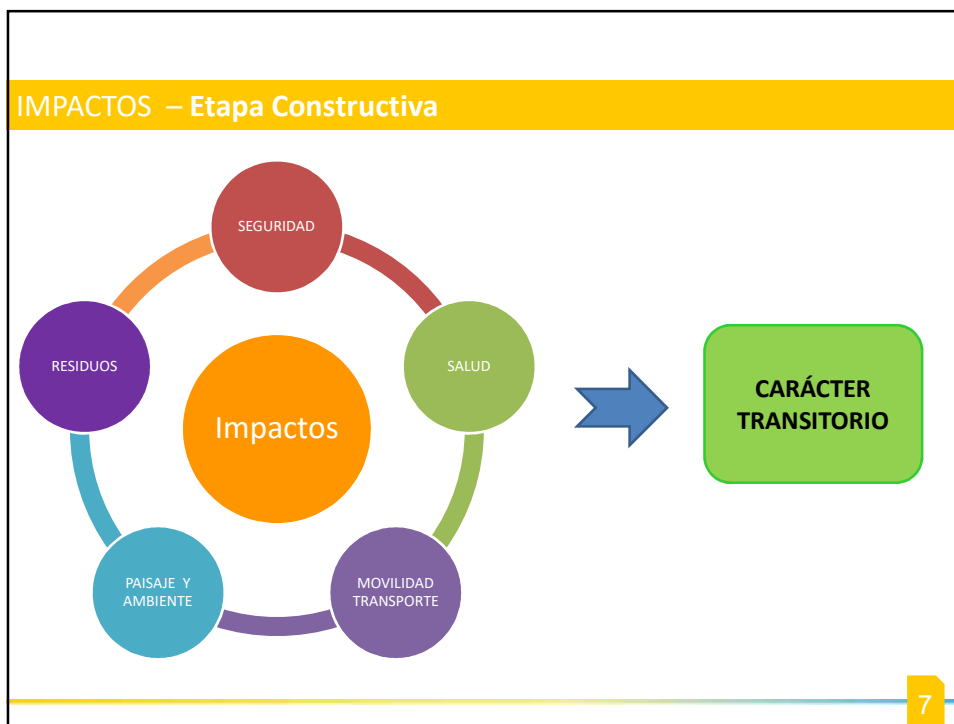 IMPACTOS – Etapa Constructiva
SEGURIDAD
RESIDUOS
SALUD
Impactos
CARÁCTER
TRANSITORIO
PAISAJE Y
AMBIENTE
MOVILIDAD
TRANSPORTE
7